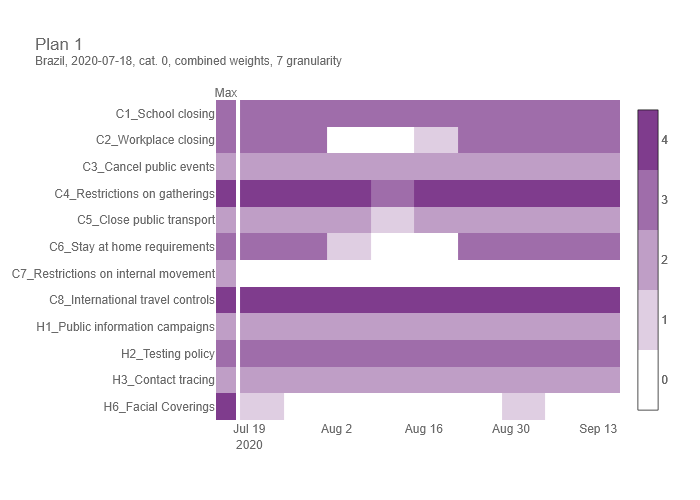 Plan 1
Brazil, 2020-07-18, cat. 0, combined weights, 7 granularity
Max
C1_School closing
C2_Workplace closing
C3_Cancel public events
C4_Restrictions on gatherings
C5_Close public transport
C6_Stay at home requirements
C7_Restrictions on internal movement
C8_International travel controls
H1_Public information campaigns
H2_Testing policy
H3_Contact tracing
H6_Facial Coverings
Jul 19 Aug 2 Aug 16 Aug 30 Sep 13
2020
4
3
2
1
0